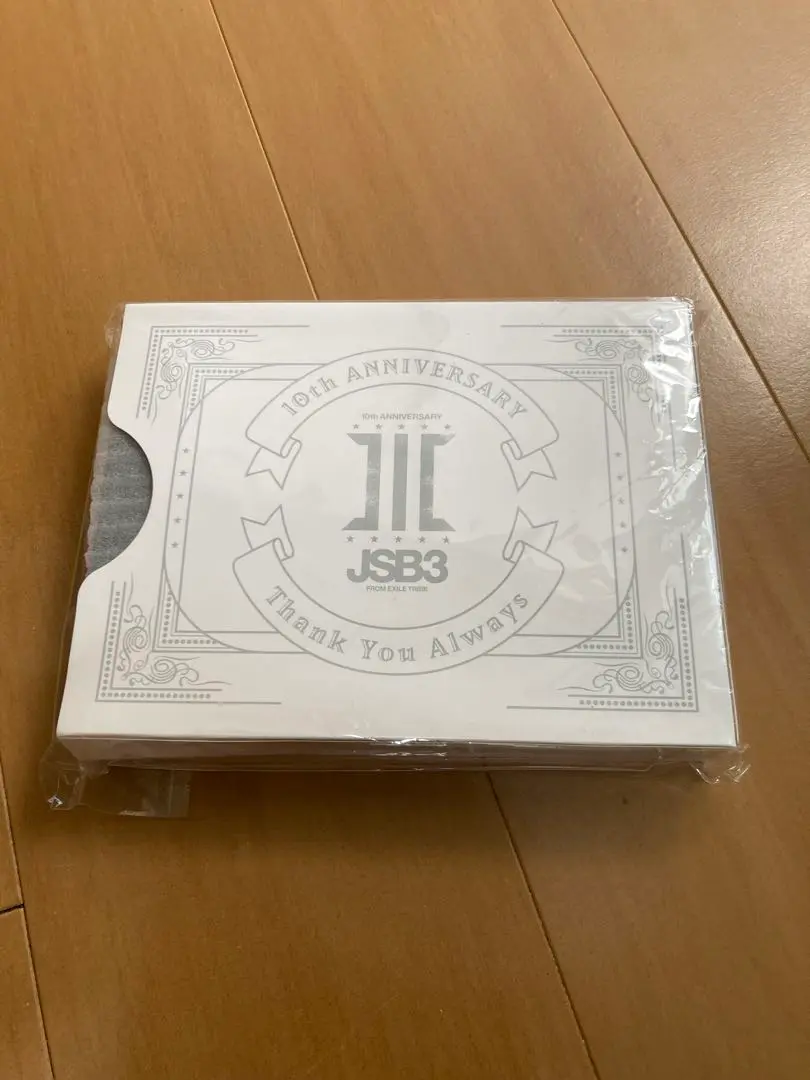 10th ANNIVERSARY
10th ANNIVERSARY
JSB3
FROM EXILE TRIBE
Thank You Always